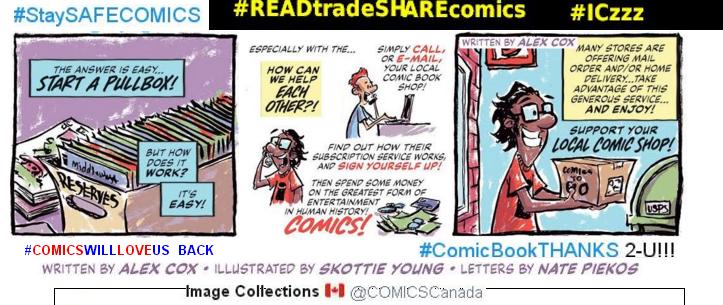 #StaySAFECOMICS
#READtradeSHAREcomics
#ICzzz
THE ANSWER IS EASY...
START A PULLBOX!
BUT HOW
DOES IT
WORK?
IT'S
EASY!
RESERVES
ESPECIALLY WITH THE...
HOW CAN
WE HELP
EACH
OTHER?!
SIMPLY CALL,
OR E-MAIL,
YOUR LOCAL
COMIC BOOK
SHOP!
FIND OUT HOW THEIR
SUBSCRIPTION SERVICE WORKS,
AND SIGN YOURSELF UP!
THEN SPEND SOME MONEY
ON THE GREATEST FORM OF
ENTERTAINMENT
IN HUMAN HISTORY!
COMICS!
WRITTEN BY ALEX COX
MANY STORES ARE
OFFERING MAIL
ORDER AND/OR HOME
DELIVERY...TAKE
ADVANTAGE OF THIS
GENEROUS SERVICE...
AND ENJOY!
SUPPORT YOUR
LOCAL COMIC SHOP!
COMICS
TO
GO
USPS
#COMICSWILLLOVEUS BACK
#ComicBookTHANKS 2-U!!!
WRITTEN BY ALEX COX • ILLUSTRATED BY SKOTTIE YOUNG • LETTERS BY NATE PIEKOS
Image Collections @COMICSCanada